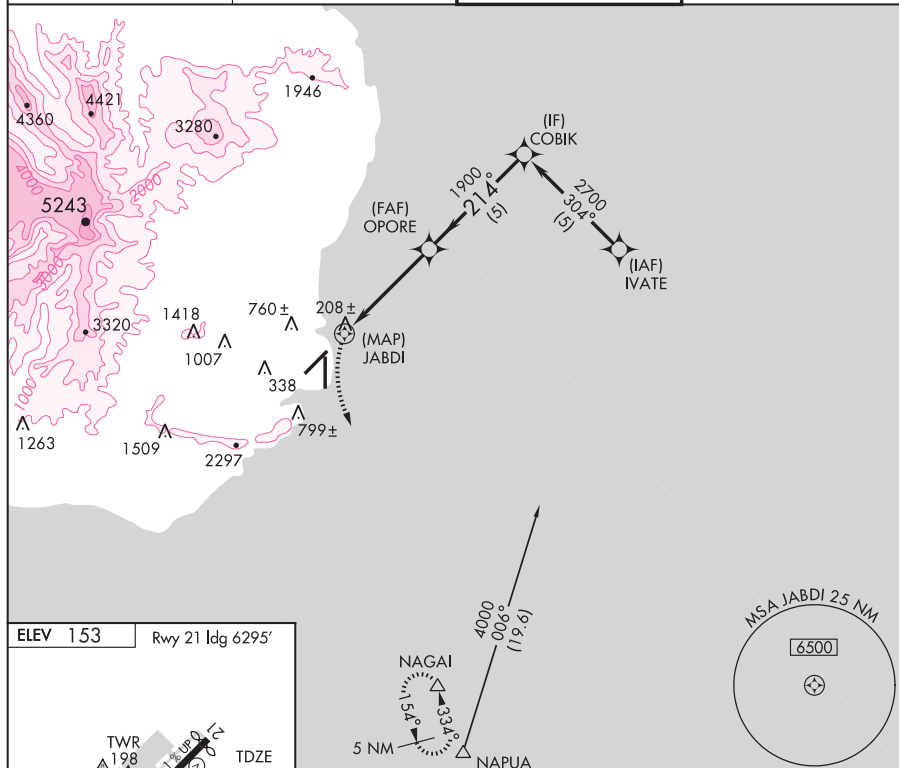 1946
4421
4360
3280
4000
2000
5243
3000
3320
1000
1263
1418
1007
760 ±
208 ±
338
799 ±
1509
2297
(IF)
COBIK
1900
214°
(5)
2700
304°
(5)
(FAF)
OPORE
(IAF)
IVATE
(MAP)
JABDI
4000
006°
(19.6)
NAGAI
154°
334°
5 NM
NAPUA
MSA JABDI 25 NM
6500
ELEV 153
Rwy 21 ldg 6295'
TWR
198
1% UP
21
TDZE